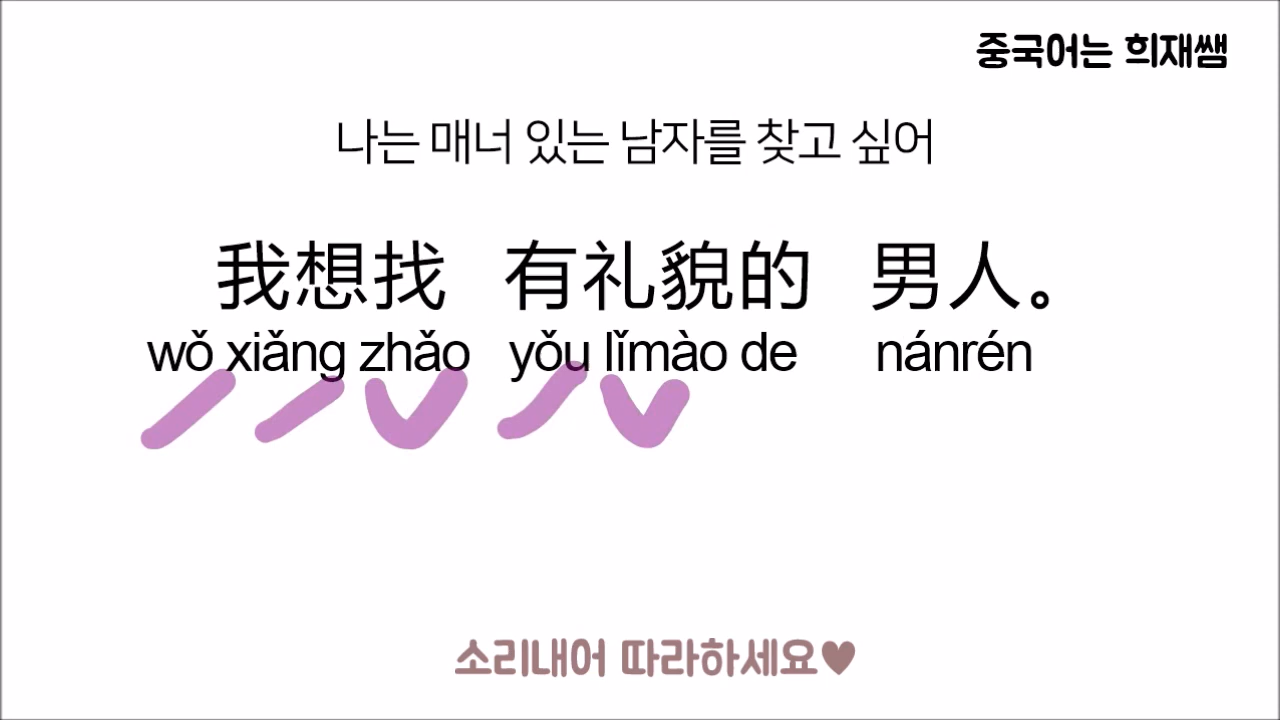 중국어는 희재쌤
나는 매너 있는 남자를 찾고 싶어
我想找 有礼貌的 男人。
wǒ xiǎng zhǎo yǒu lǐmào de nánrén
소리내어 따라하세요♥